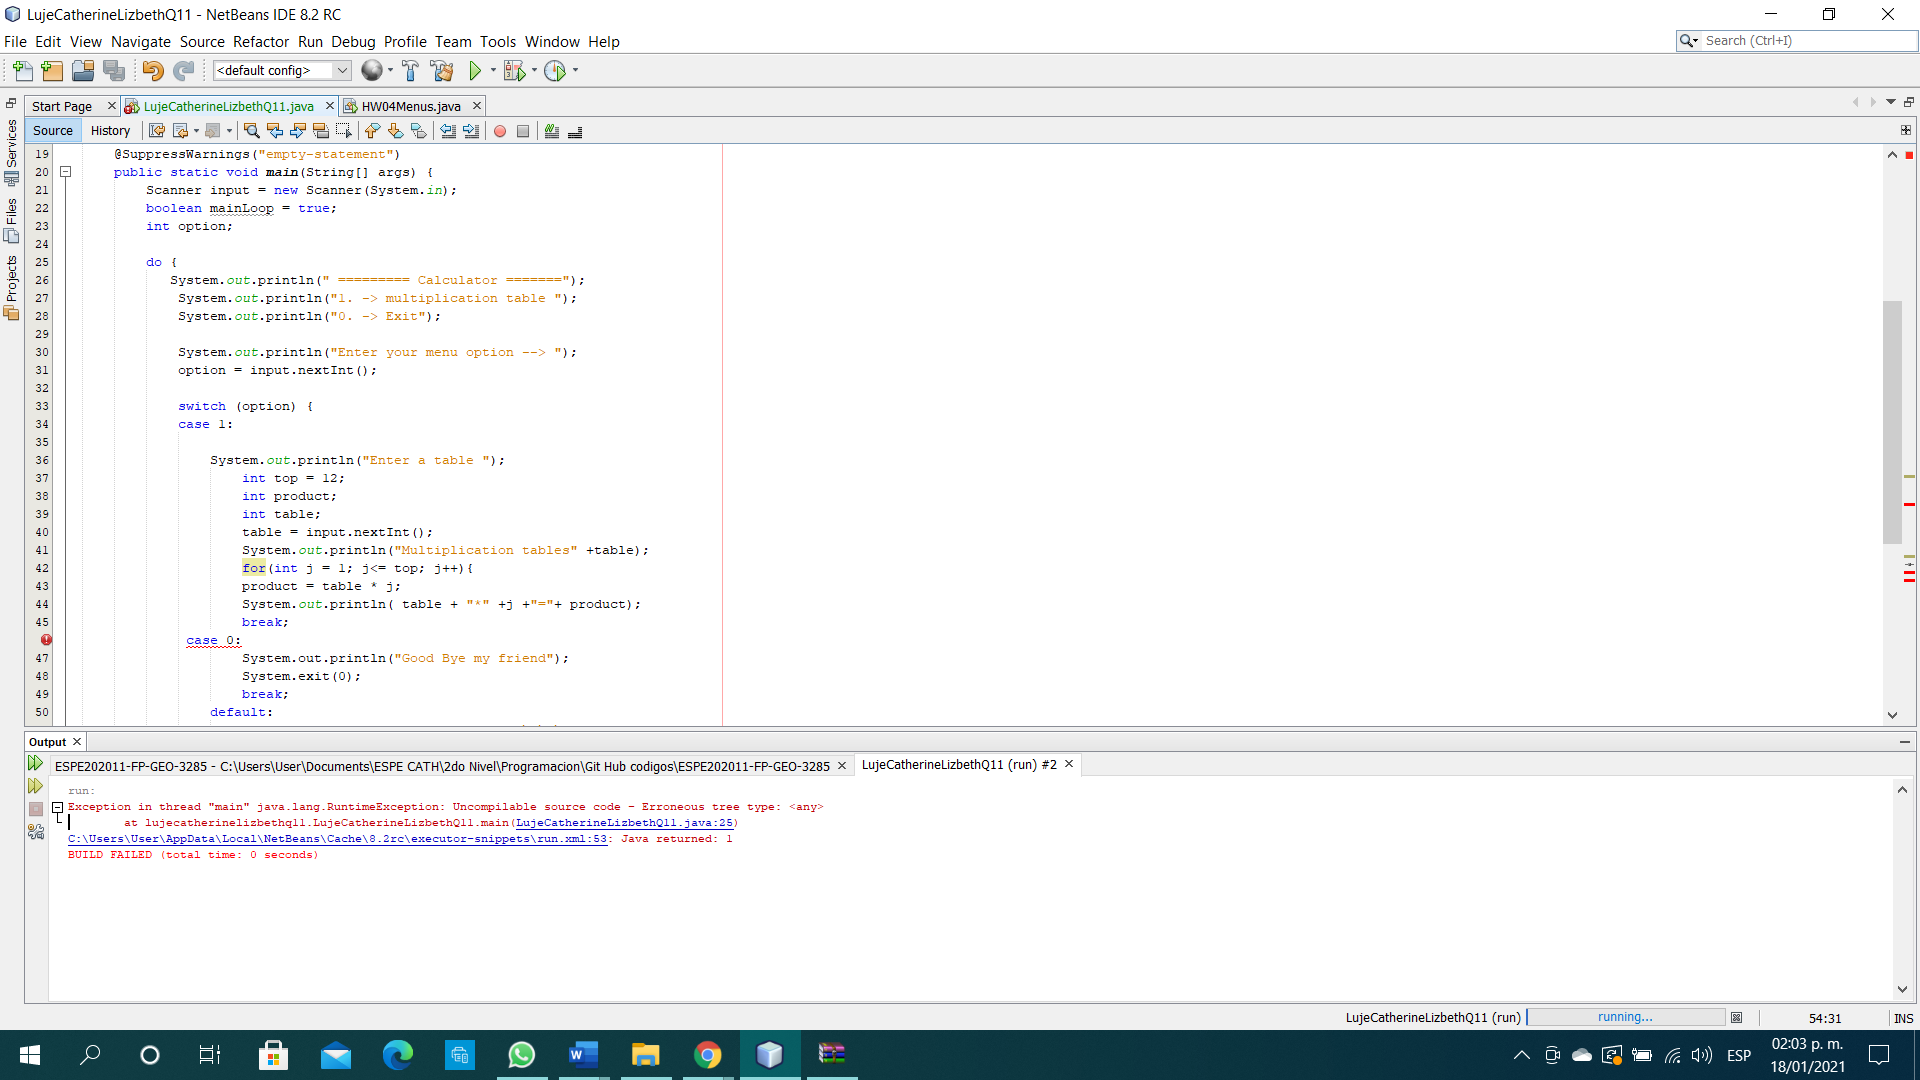 LujeCatherineLizbethQ11 - NetBeans IDE 8.2 RC
File Edit View Navigate Source Refactor Run Debug Profile Team Tools Window Help
Search (Ctrl+I)
<default config>
Start Page
LujeCatherineLizbethQ11.java
HW04Menus.java
Source History
Services
Files
Projects
19 @SuppressWarnings("empty-statement")
20 public static void main(String[] args) {
21 Scanner input = new Scanner(System.in);
22 boolean mainLoop = true;
23 int option;
24
25 do {
26 System.out.println(" ========= Calculator =======");
27 System.out.println("1. -> multiplication table ");
28 System.out.println("0. -> Exit");
29
30 System.out.println("Enter your menu option --> ");
31 option = input.nextInt();
32
33 switch (option) {
34 case 1:
35
36 System.out.println("Enter a table ");
37 int top = 12;
38 int product;
39 int table;
40 table = input.nextInt();
41 System.out.println("Multiplication tables" +table);
42 for(int j = 1; j<= top; j++){
43 product = table * j;
44 System.out.println( table + "*" +j +"="+ product);
45 break;
case 0:
47 System.out.println("Good Bye my friend");
48 System.exit(0);
49 break;
50 default:
Output
ESPE202011-FP-GEO-3285 - C:\Users\User\Documents\ESPE CATH\2do Nivel\Programacion\Git Hub codigos\ESPE202011-FP-GEO-3285
LujeCatherineLizbethQ11 (run) #2
run:
Exception in thread "main" java.lang.RuntimeException: Uncompilable source code - Erroneous tree type: <any>
at lujecatherinelizbethq11.LujeCatherineLizbethQ11.main(LujeCatherineLizbethQ11.java:25)
C:\Users\User\AppData\Local\NetBeans\Cache\8.2rc\executor-snippets\run.xml:53: Java returned: 1
BUILD FAILED (total time: 0 seconds)
LujeCatherineLizbethQ11 (run)
running...
54:31
INS
ESP
02:03 p. m.
18/01/2021